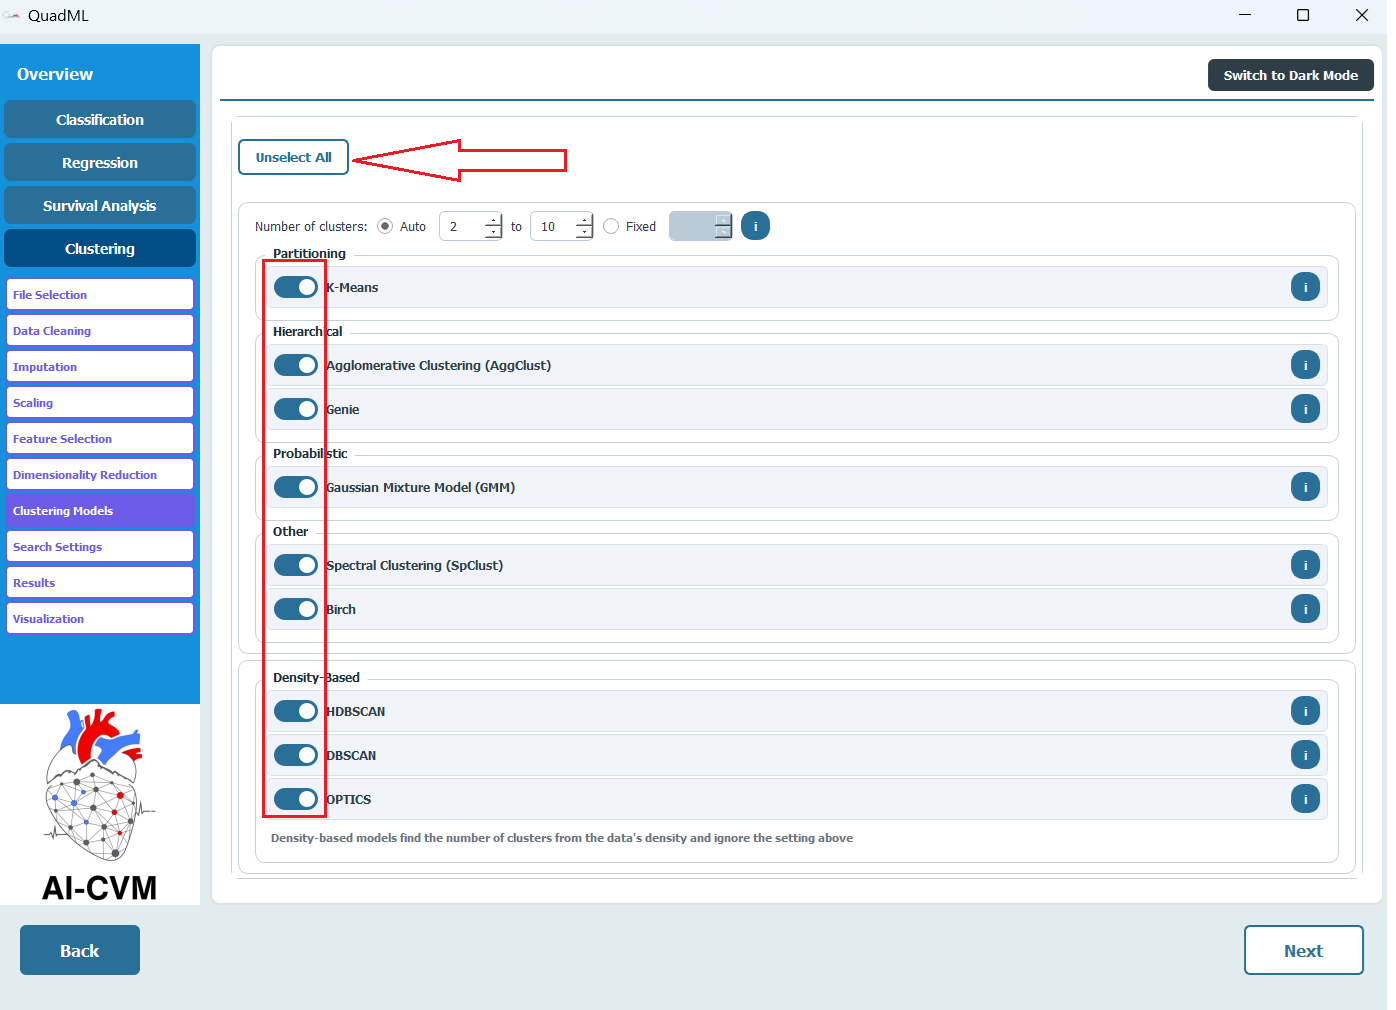 QuadML
Overview
Switch to Dark Mode
Classification
Regression
Survival Analysis
Clustering
File Selection
Data Cleaning
Imputation
Scaling
Feature Selection
Dimensionality Reduction
Clustering Models
Search Settings
Results
Visualization
AI-CVM
Unselect All
Number of clusters: Auto 2 to 10 Fixed i
Partitioning
K-Means i
Hierarchical
Agglomerative Clustering (AggClust) i
Genie i
Probabilistic
Gaussian Mixture Model (GMM) i
Other
Spectral Clustering (SpClust) i
Birch i
Density-Based
HDBSCAN i
DBSCAN i
OPTICS i
Density-based models find the number of clusters from the data's density and ignore the setting above
Back
Next